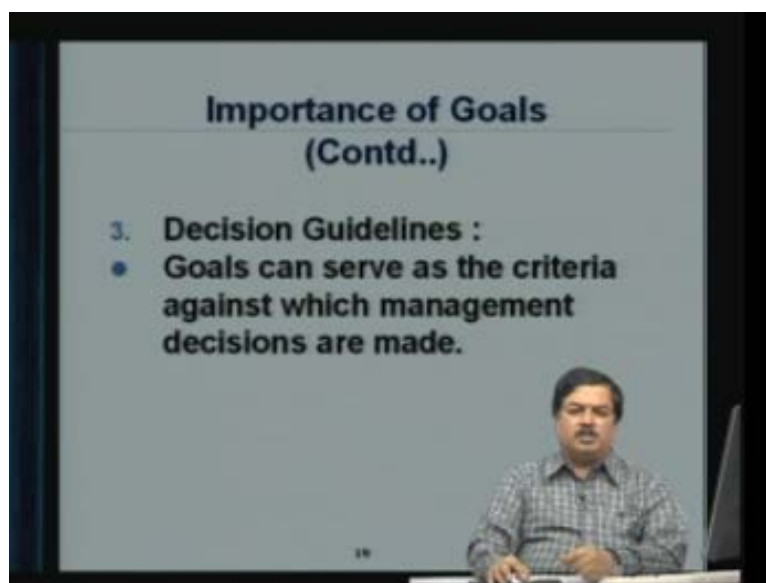 Importance of Goals
(Contd..)
3. Decision Guidelines :
• Goals can serve as the criteria
against which management
decisions are made.
19